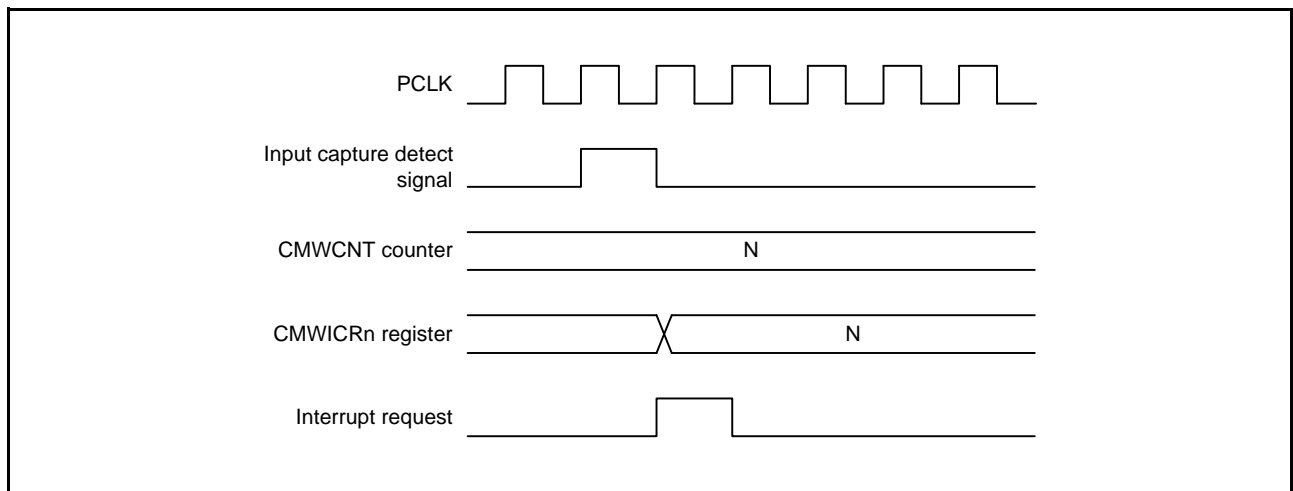 PCLK
Input capture detect
signal
CMWCNT counter
N
CMWICRn register
N
Interrupt request